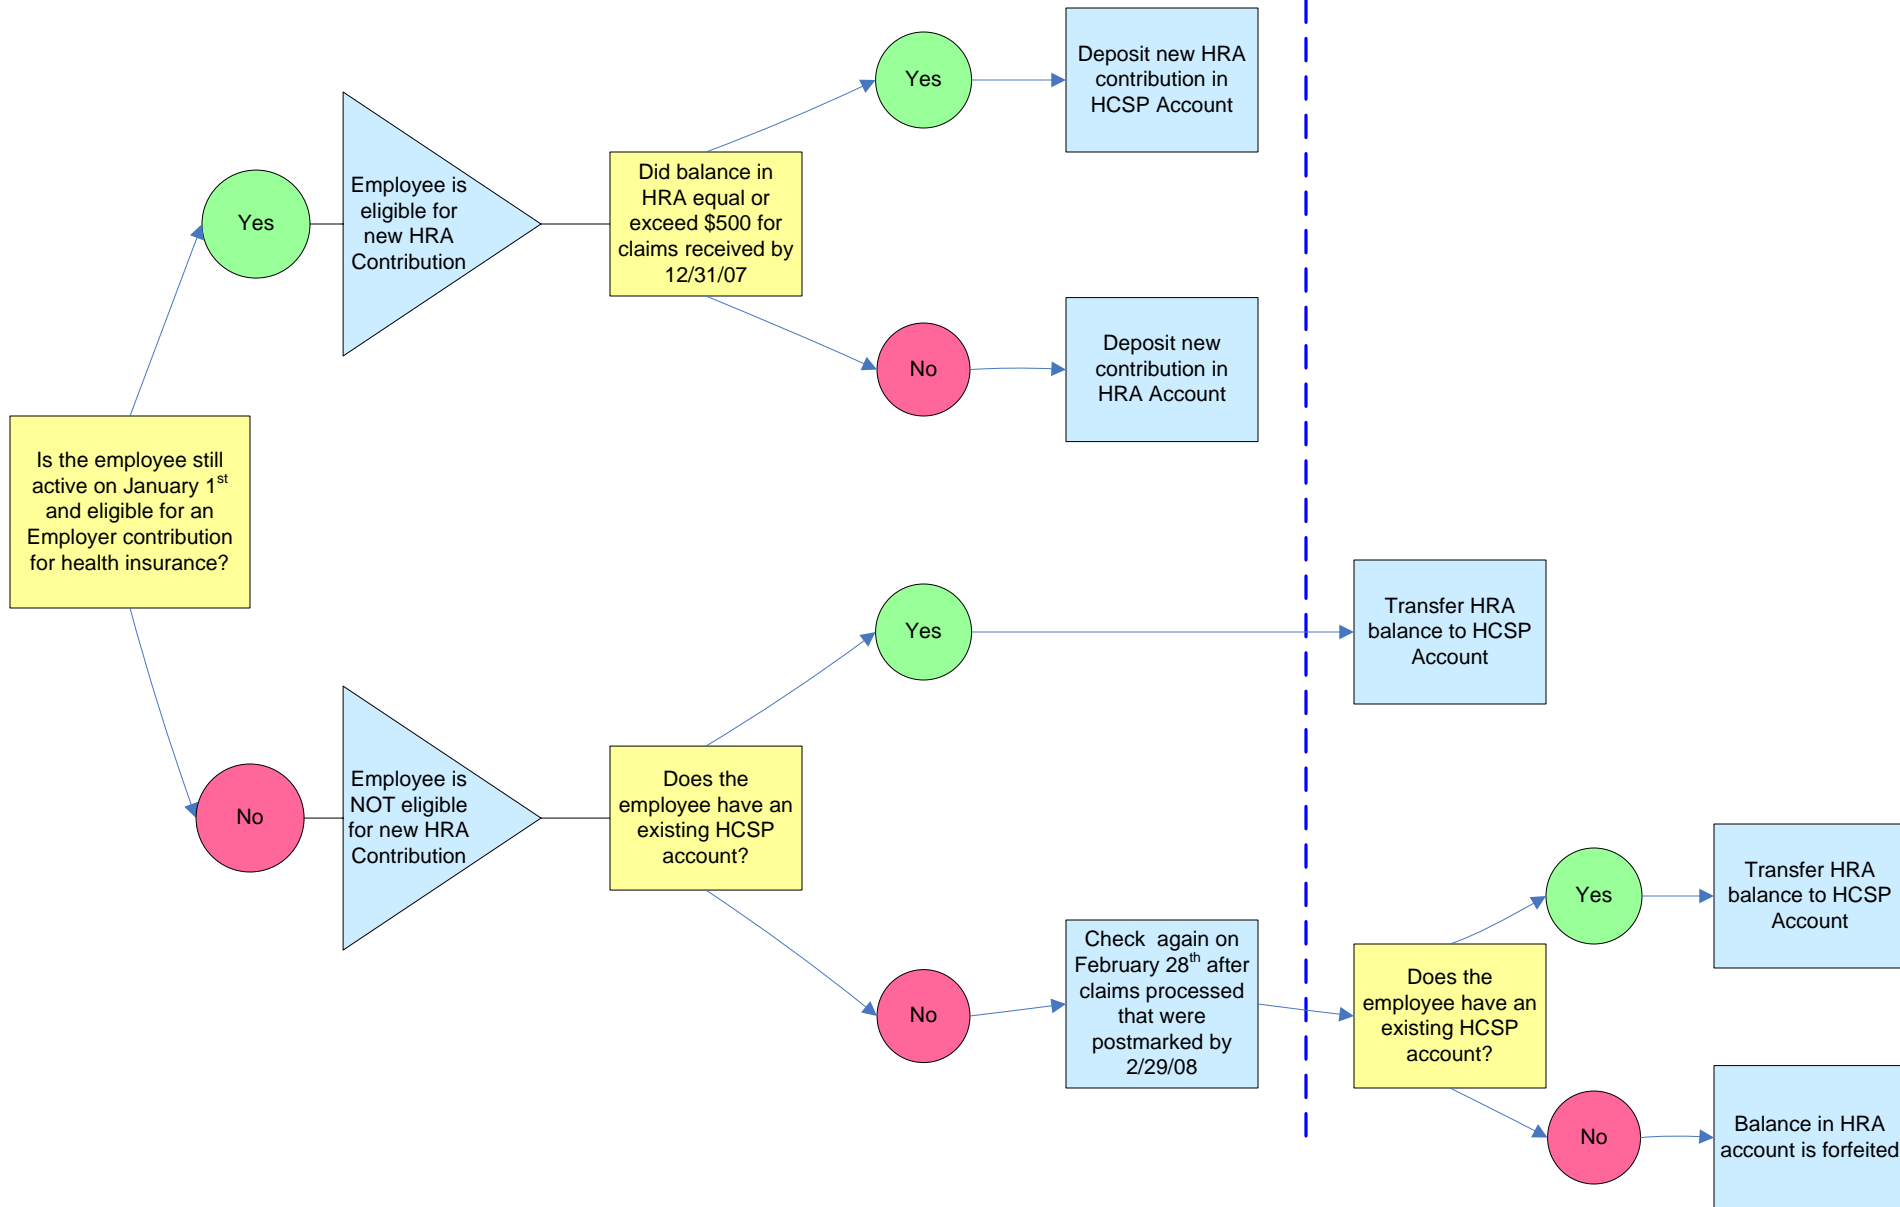 Yes
Deposit new HRA
contribution in
HCSP Account
Employee is
eligible for
new HRA
Contribution
Did balance in
HRA equal or
exceed $500 for
claims received by
12/31/07
Yes
No
Deposit new
contribution in
HRA Account
Is the employee still
active on January 1st
and eligible for an
Employer contribution
for health insurance?
Yes
Transfer HRA
balance to HCSP
Account
No
Employee is
NOT eligible
for new HRA
Contribution
Does the
employee have an
existing HCSP
account?
No
Check again on
February 28th after
claims processed
that were
postmarked by
2/29/08
Does the
employee have an
existing HCSP
account?
Yes
Transfer HRA
balance to HCSP
Account
No
Balance in HRA
account is forfeited